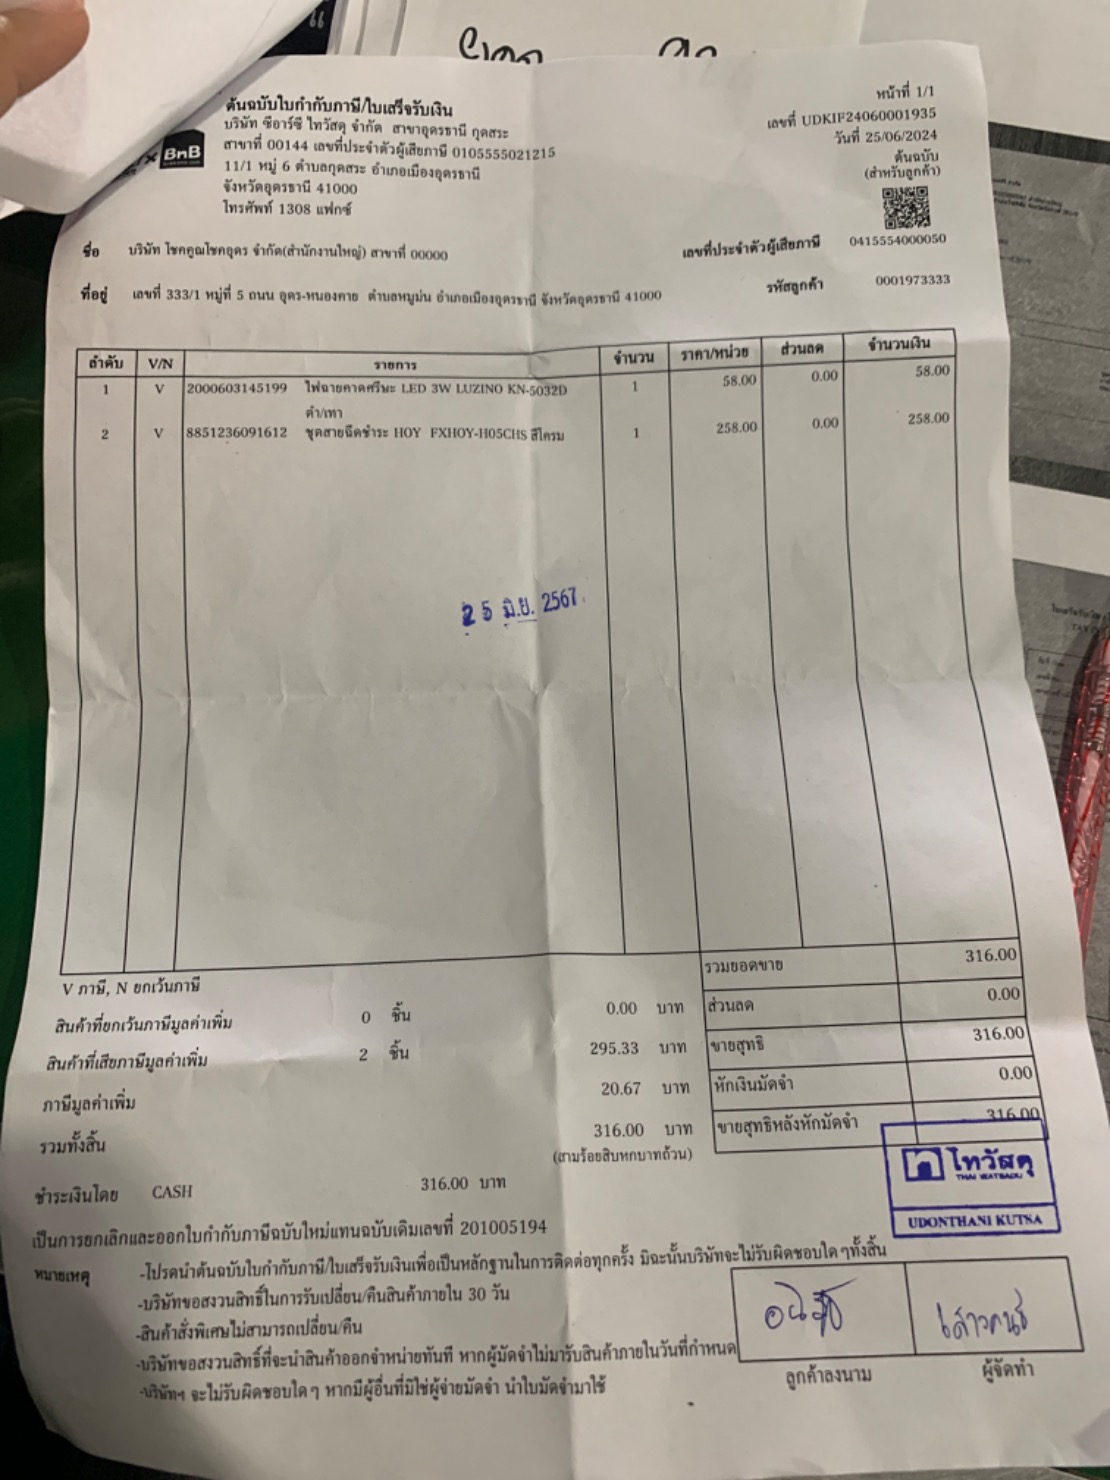 ต้นฉบับใบกำกับภาษี/ใบเสร็จรับเงิน
บริษัท ซีอาร์ซี ไทวัสดุ จำกัด สาขาอุดรธานี กุดสระ
สาขาที่ 00144 เลขที่ประจำตัวผู้เสียภาษี 0105555021215
11/1 หมู่ 6 ตำบลกุดสระ อำเภอเมืองอุดรธานี
จังหวัดอุดรธานี 41000
โทรศัพท์ 1308 แฟกซ์
BnB
หน้าที่ 1/1
เลขที่ UDKIF24060001935
วันที่ 25/06/2024
ต้นฉบับ
(สำหรับลูกค้า)
ชื่อ บริษัท โชคคูณโชคอุดร จำกัด(สำนักงานใหญ่) สาขาที่ 00000 เลขที่ประจำตัวผู้เสียภาษี 0415554000050
ที่อยู่ เลขที่ 333/1 หมู่ที่ 5 ถนน อุดร-หนองคาย ตำบลหมูม่น อำเภอเมืองอุดรธานี จังหวัดอุดรธานี 41000 รหัสลูกค้า 0001973333
ลำดับ V/N รายการ จำนวน ราคา/หน่วย ส่วนลด จำนวนเงิน
1 V 2000603145199 ไฟฉายคาดศรีษะ LED 3W LUZINO KN-5032D 1 58.00 0.00 58.00
ดำ/เทา
2 V 8851236091612 ชุดสายฉีดชำระ HOY FXHOY-H05CHS สีโครม 1 258.00 0.00 258.00
25 มิ.ย. 2567
V ภาษี, N ยกเว้นภาษี
รวมยอดขาย 316.00
สินค้าที่ยกเว้นภาษีมูลค่าเพิ่ม 0 ชิ้น 0.00 บาท ส่วนลด 0.00
สินค้าที่เสียภาษีมูลค่าเพิ่ม 2 ชิ้น 295.33 บาท ขายสุทธิ 316.00
ภาษีมูลค่าเพิ่ม 20.67 บาท หักเงินมัดจำ 0.00
รวมทั้งสิ้น 316.00 บาท ขายสุทธิหลังหักมัดจำ 316.00
(สามร้อยสิบหกบาทถ้วน)
ชำระเงินโดย CASH 316.00 บาท
ไทวัสดุ
THAI WATSADU
UDONTHANI KUTSA
เป็นการยกเลิกและออกใบกำกับภาษีฉบับใหม่แทนฉบับเดิมเลขที่ 201005194
หมายเหตุ -โปรดนำต้นฉบับใบกำกับภาษี/ใบเสร็จรับเงินเพื่อเป็นหลักฐานในการติดต่อทุกครั้ง มิฉะนั้นบริษัทจะไม่รับผิดชอบใดๆทั้งสิ้น
-บริษัทขอสงวนสิทธิ์ในการรับเปลี่ยน/คืนสินค้าภายใน 30 วัน
-สินค้าสั่งพิเศษไม่สามารถเปลี่ยน/คืน
-บริษัทขอสงวนสิทธิ์ที่จะนำสินค้าออกจำหน่ายทันที หากผู้มัดจำไม่มารับสินค้าภายในวันที่กำหนด
-บริษัทฯ จะไม่รับผิดชอบใดๆ หากมีผู้อื่นที่มิใช่ผู้จ่ายมัดจำ นำใบมัดจำมาใช้
ลูกค้าลงนาม ผู้จัดทำ